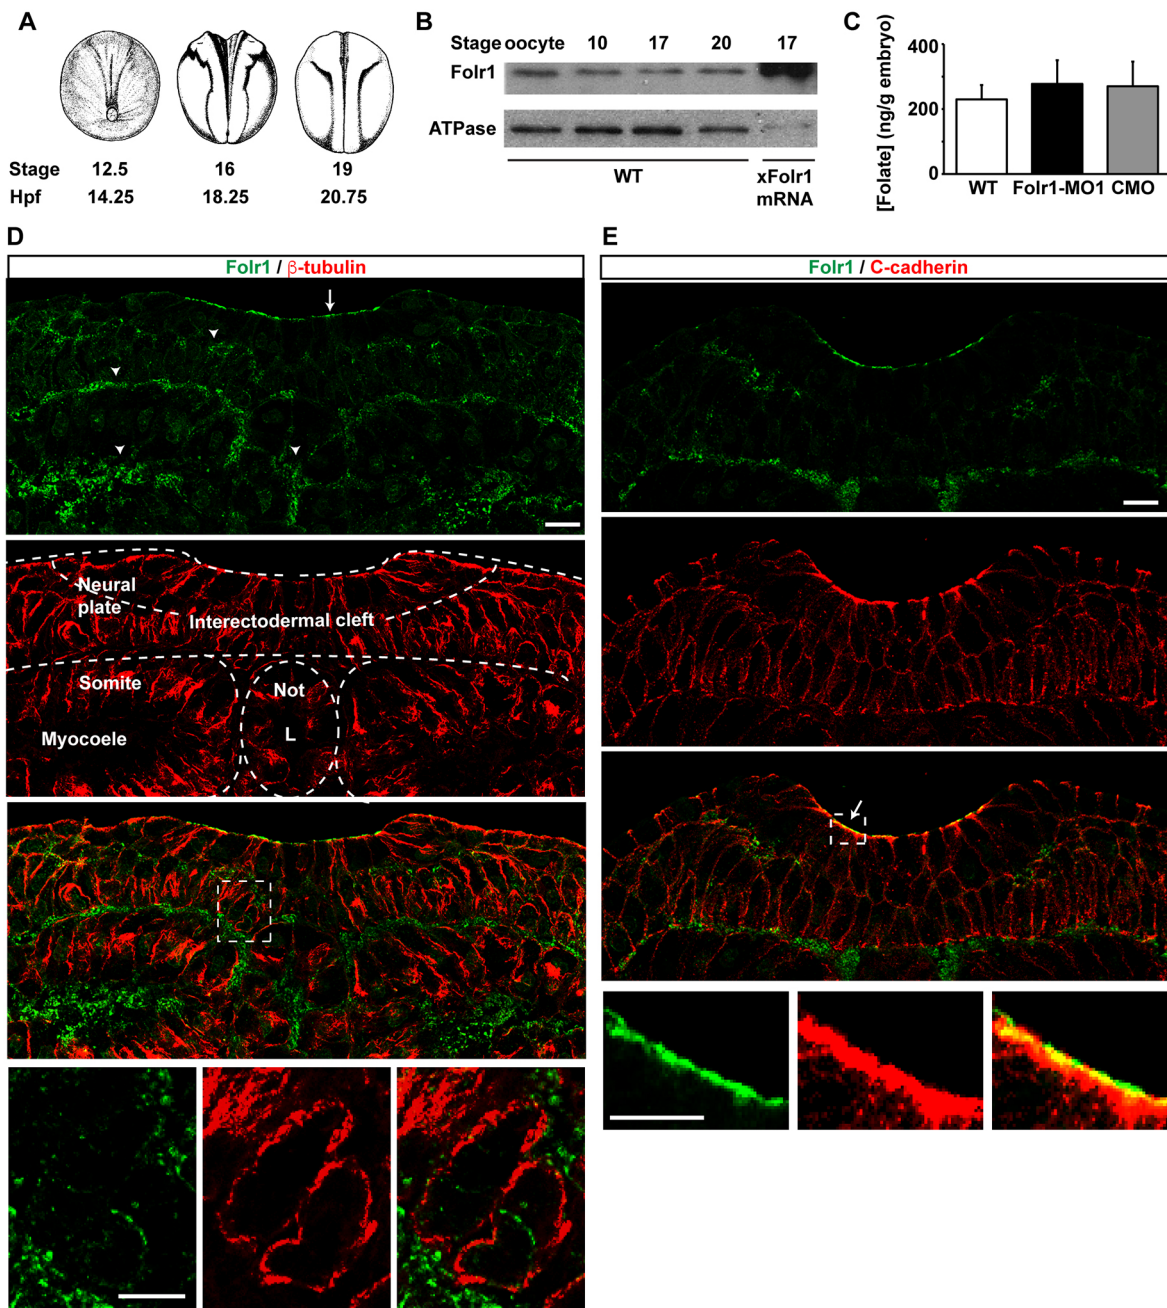 A
Stage 12.5 16 19
Hpf 14.25 18.25 20.75
B
Stage oocyte 10 17 20 17
Folr1
ATPase
WT
xFolr1
mRNA
C
[Folate] (ng/g embryo)
400
200
0
WT Folr1-MO1 CMO
D
Folr1 / β-tubulin
Neural
plate
Interectodermal cleft
Somite
Not
Myocoele
L
E
Folr1 / C-cadherin